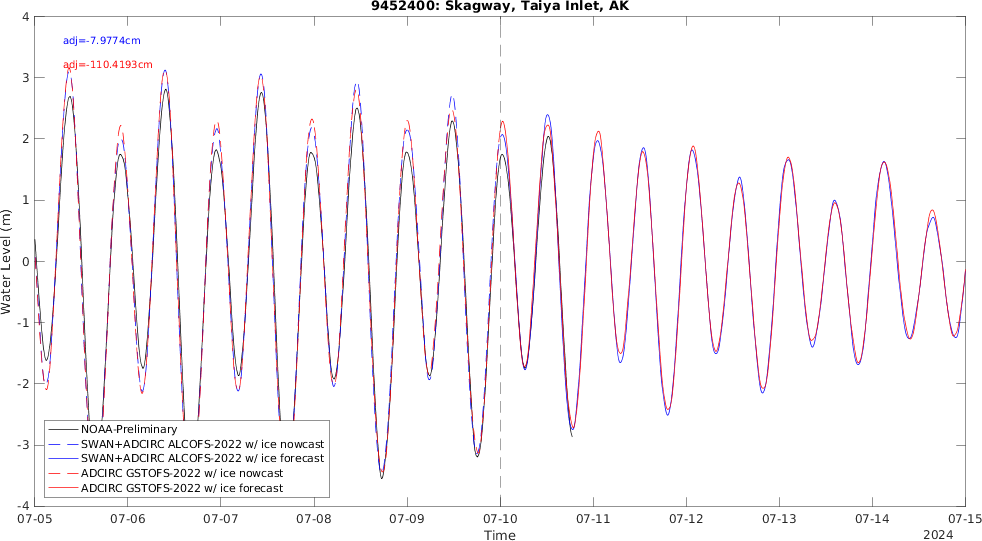 9452400: Skagway, Taiya Inlet, AK
adj=-7.9774cm
adj=-110.4193cm
Water Level (m)
4
3
2
1
0
-1
-2
-3
-4
NOAA-Preliminary
SWAN+ADCIRC ALCOFS-2022 w/ ice nowcast
SWAN+ADCIRC ALCOFS-2022 w/ ice forecast
ADCIRC GSTOFS-2022 w/ ice nowcast
ADCIRC GSTOFS-2022 w/ ice forecast
07-05 07-06 07-07 07-08 07-09 07-10 07-11 07-12 07-13 07-14 07-15
Time
2024